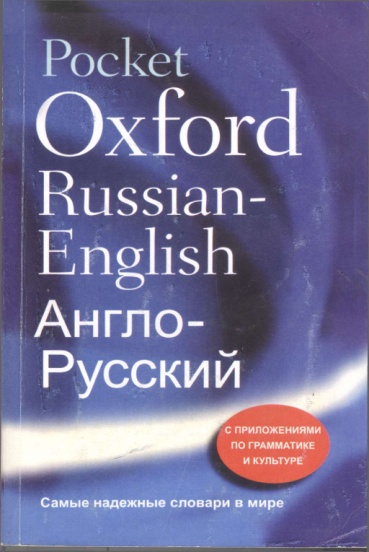 Pocket
Oxford
Russian-
English
Англо-
Русский
С ПРИЛОЖЕНИЯМИ
ПО ГРАММАТИКЕ
И КУЛЬТУРЕ
Самые надежные словари в мире